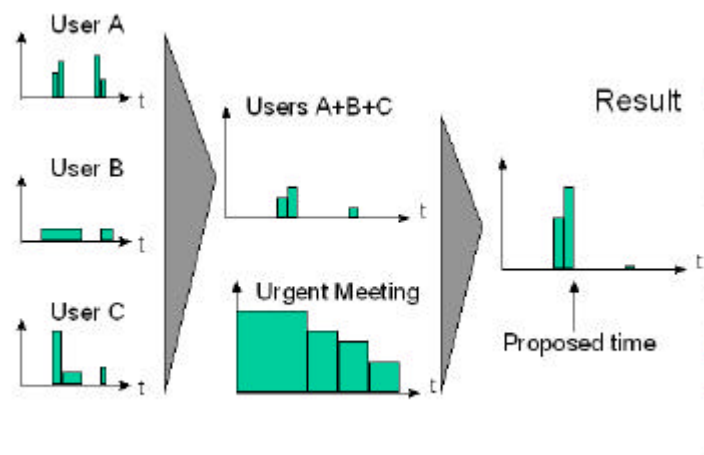 User A
t
User B
t
User C
t
Users A+B+C
t
Urgent Meeting
t
Result
t
Proposed time